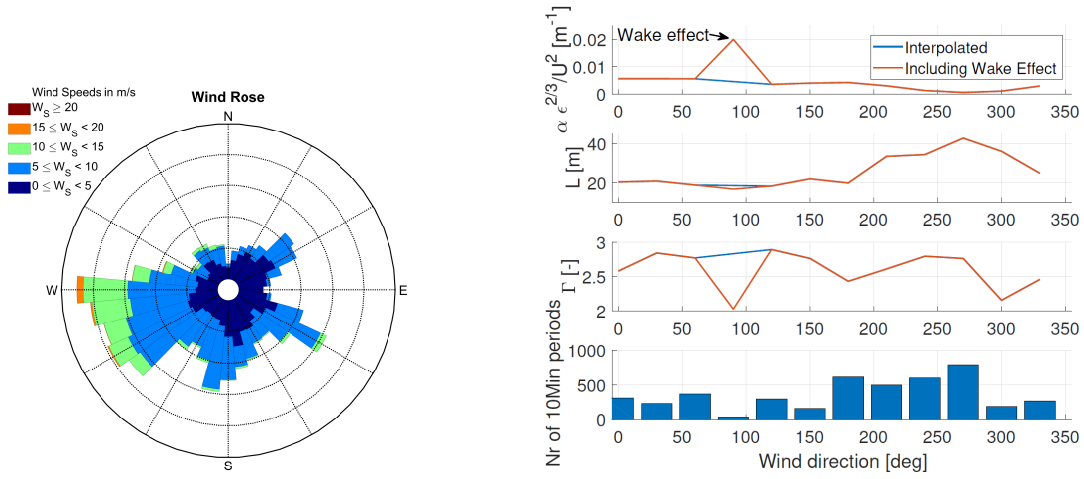 Wind Speeds in m/s
W_S ≥ 20
15 ≤ W_S < 20
10 ≤ W_S < 15
5 ≤ W_S < 10
0 ≤ W_S < 5
Wind Rose
N
W
E
S
α ϵ^2/3/U^2 [m^-1]
0.02
0.01
0
Wake effect
Interpolated
Including Wake Effect
0 50 100 150 200 250 300 350
L [m]
40
20
0 50 100 150 200 250 300 350
Γ [-]
3
2.5
2
0 50 100 150 200 250 300 350
Nr of 10Min periods
1000
500
0
0 50 100 150 200 250 300 350
Wind direction [deg]